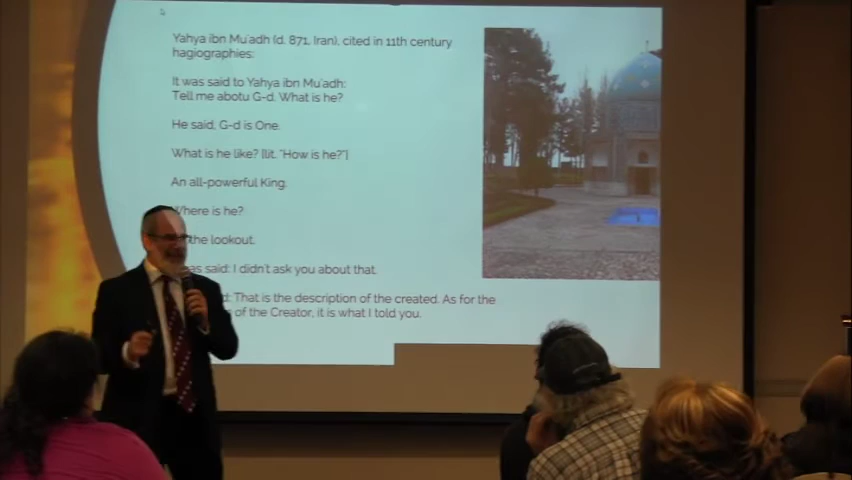 Yahya ibn Mu'adh (d. 871, Iran), cited in 11th century
hagiographies:
It was said to Yahya ibn Mu'adh:
Tell me abotu G-d. What is he?
He said, G-d is One.
What is he like? [lit. "How is he?"]
An all-powerful King.
Where is he?
the lookout.
said: I didn't ask you about that.
That is the description of the created. As for the
of the Creator, it is what I told you.